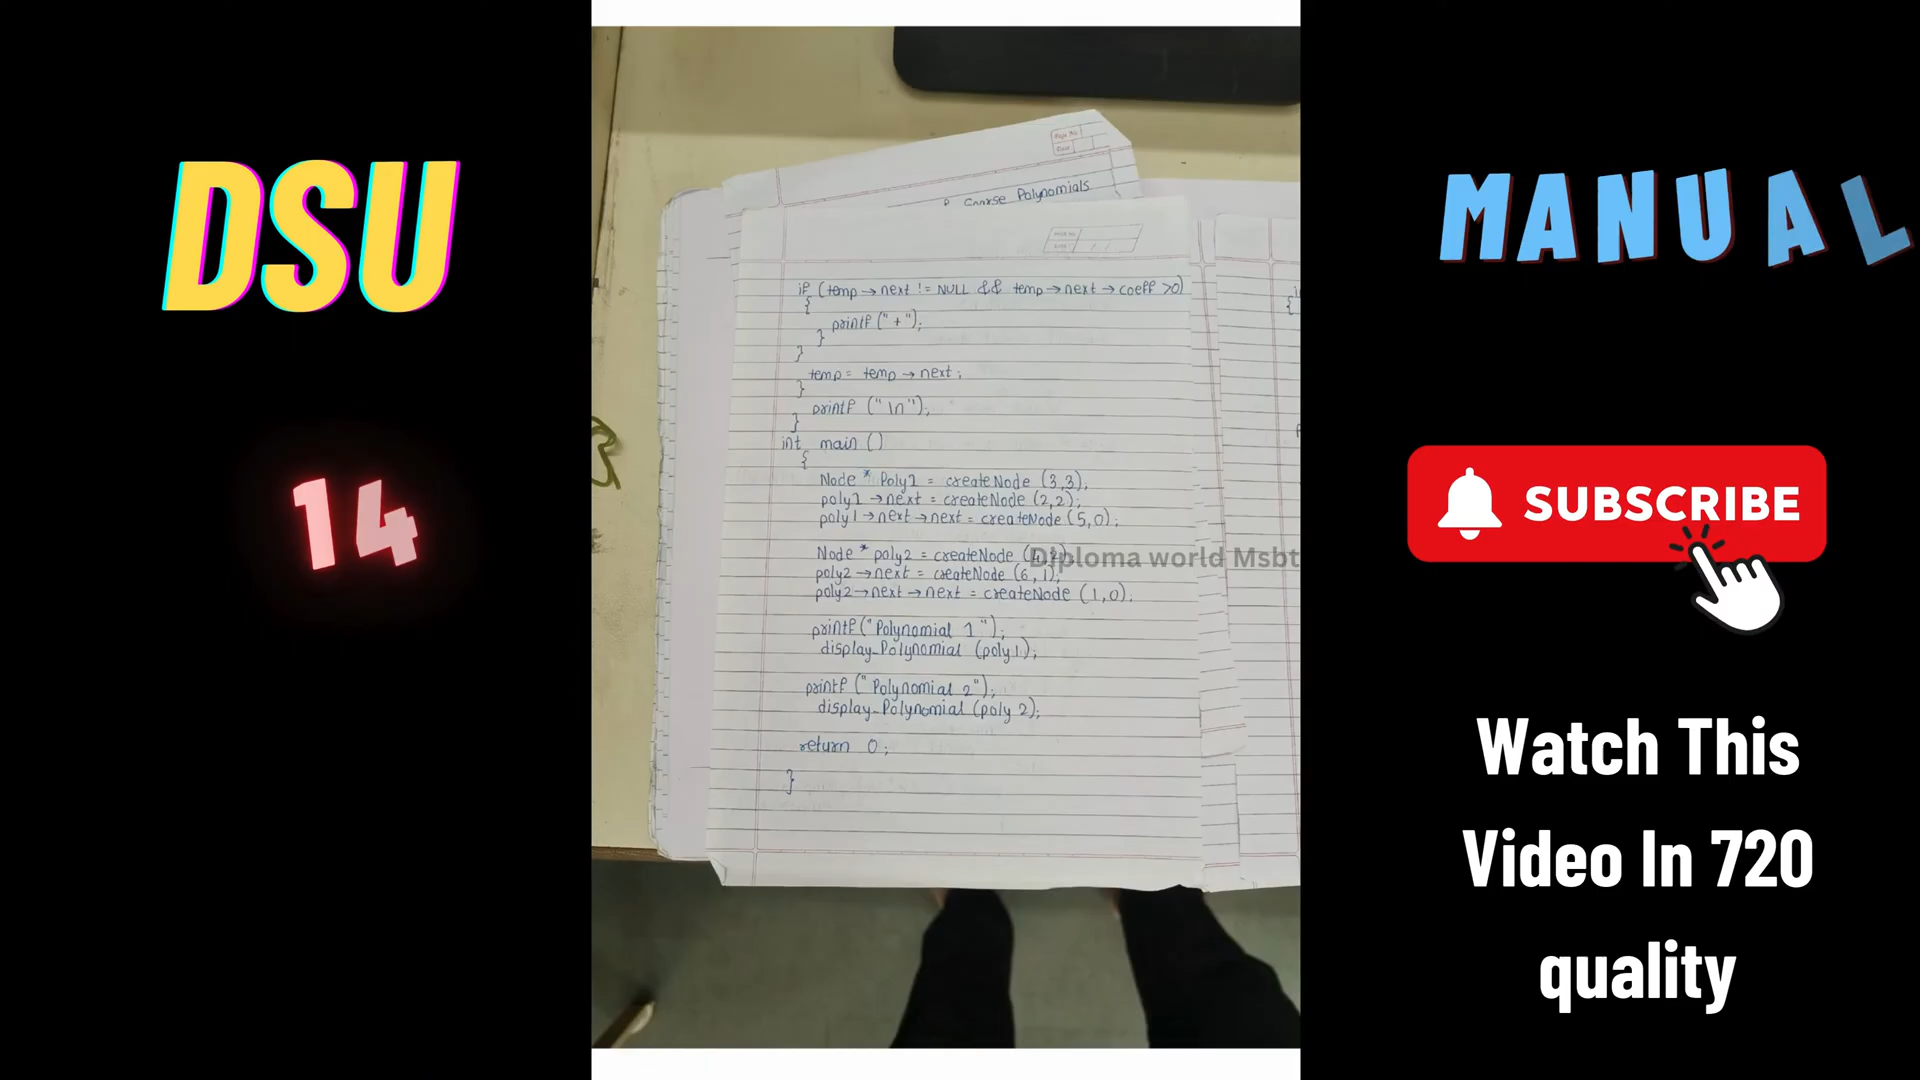 DSU
14
MANUAL
SUBSCRIBE
Watch This
Video In 720
quality
Polynomials
if (temp → next != NULL && temp → next → coeff >0)
{
printf ("+");
}
}
temp = temp → next;
}
printf ("\n");
}
int main ()
{
Node * Poly1 = createNode (3,3);
poly1 → next = createNode (2,2);
poly1 → next → next = createNode (5,0);
Node * poly2 = createNode
poly2 → next = createNode (6,1);
poly2 → next → next = createNode (1,0);
Diploma world Msbt
printf ("Polynomial 1");
display_Polynomial (poly1);
printf ("Polynomial 2");
display_Polynomial (poly 2);
return 0;
}